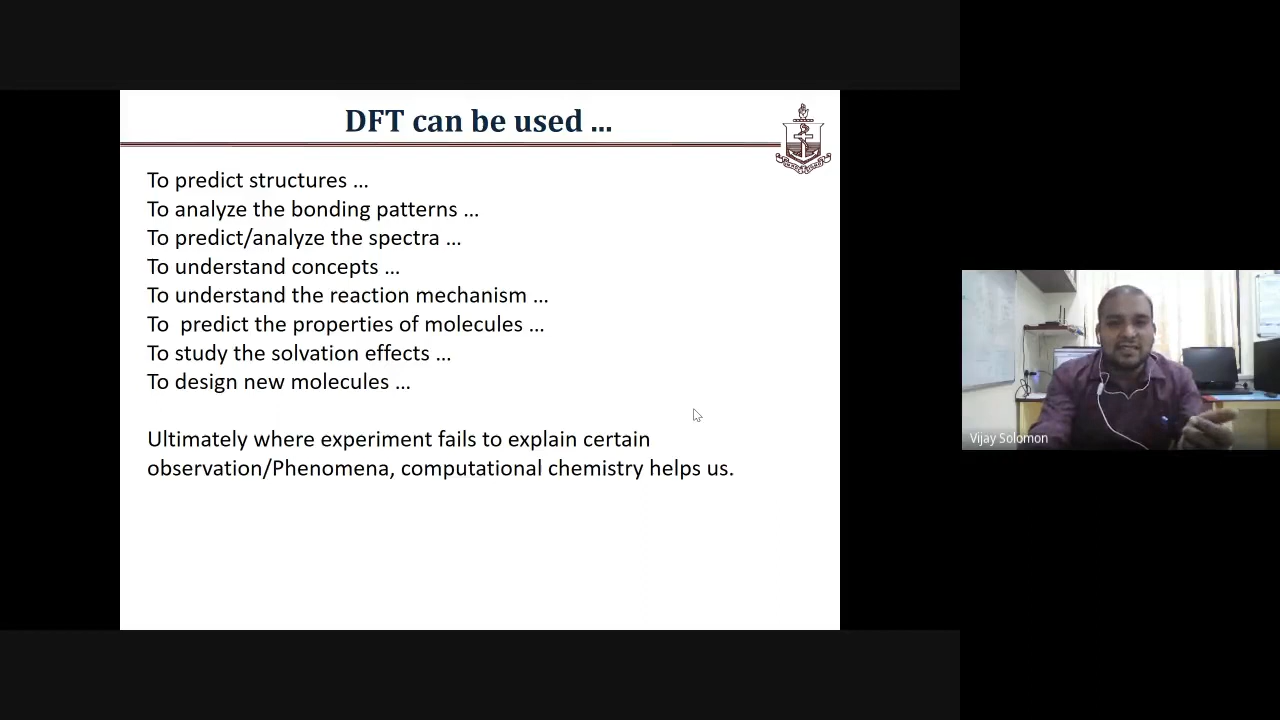 DFT can be used ...
To predict structures ...
To analyze the bonding patterns ...
To predict/analyze the spectra ...
To understand concepts ...
To understand the reaction mechanism ...
To  predict the properties of molecules ...
To study the solvation effects ...
To design new molecules ...
Ultimately where experiment fails to explain certain
observation/Phenomena, computational chemistry helps us.
Vijay Solomon